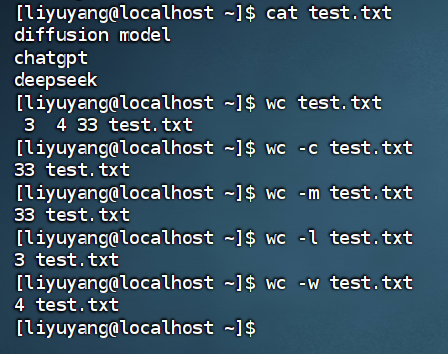 [liyuyang@localhost ~]$ cat test.txt
diffusion model
chatgpt
deepseek
[liyuyang@localhost ~]$ wc test.txt
 3  4 33 test.txt
[liyuyang@localhost ~]$ wc -c test.txt
33 test.txt
[liyuyang@localhost ~]$ wc -m test.txt
33 test.txt
[liyuyang@localhost ~]$ wc -l test.txt
3 test.txt
[liyuyang@localhost ~]$ wc -w test.txt
4 test.txt
[liyuyang@localhost ~]$